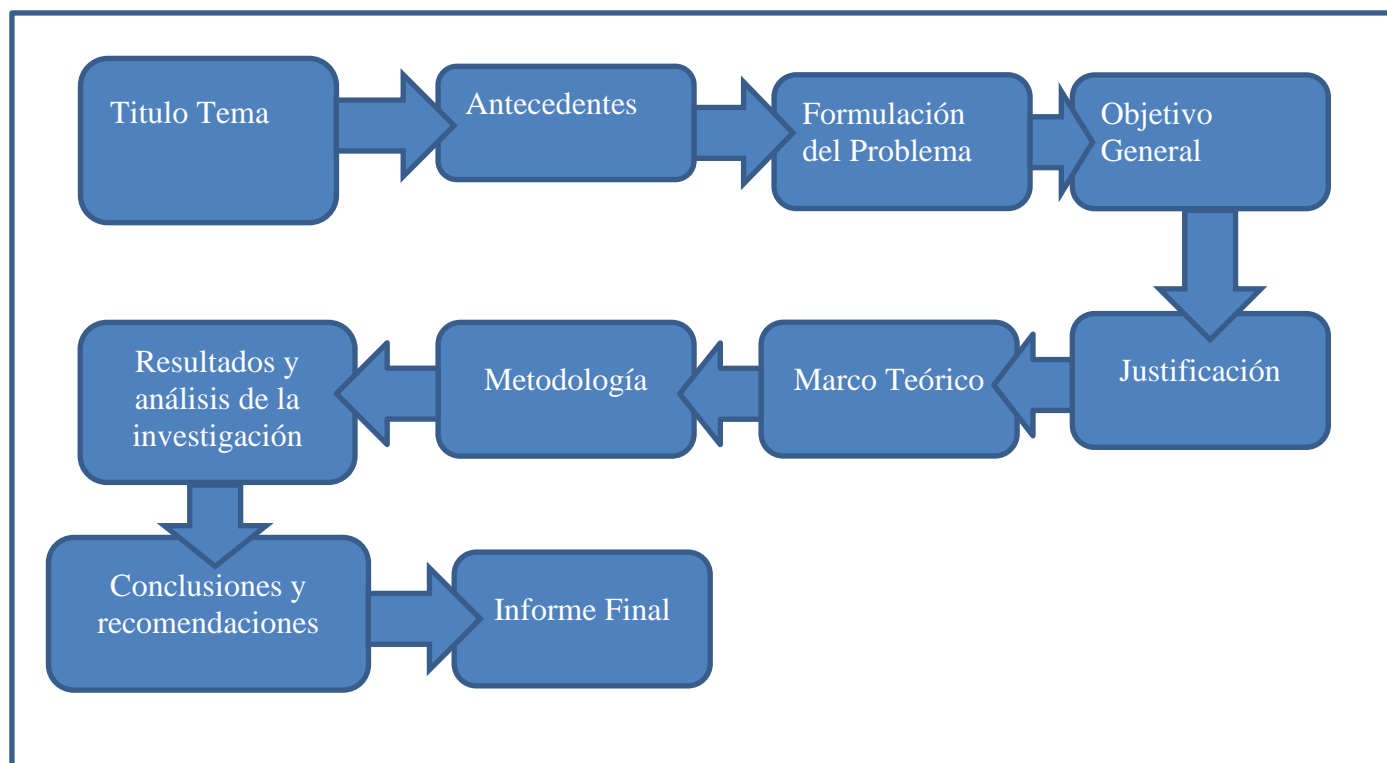 Titulo Tema
Antecedentes
Formulación
del Problema
Objetivo
General
Justificación
Marco Teórico
Metodología
Resultados y
análisis de la
investigación
Conclusiones y
recomendaciones
Informe Final